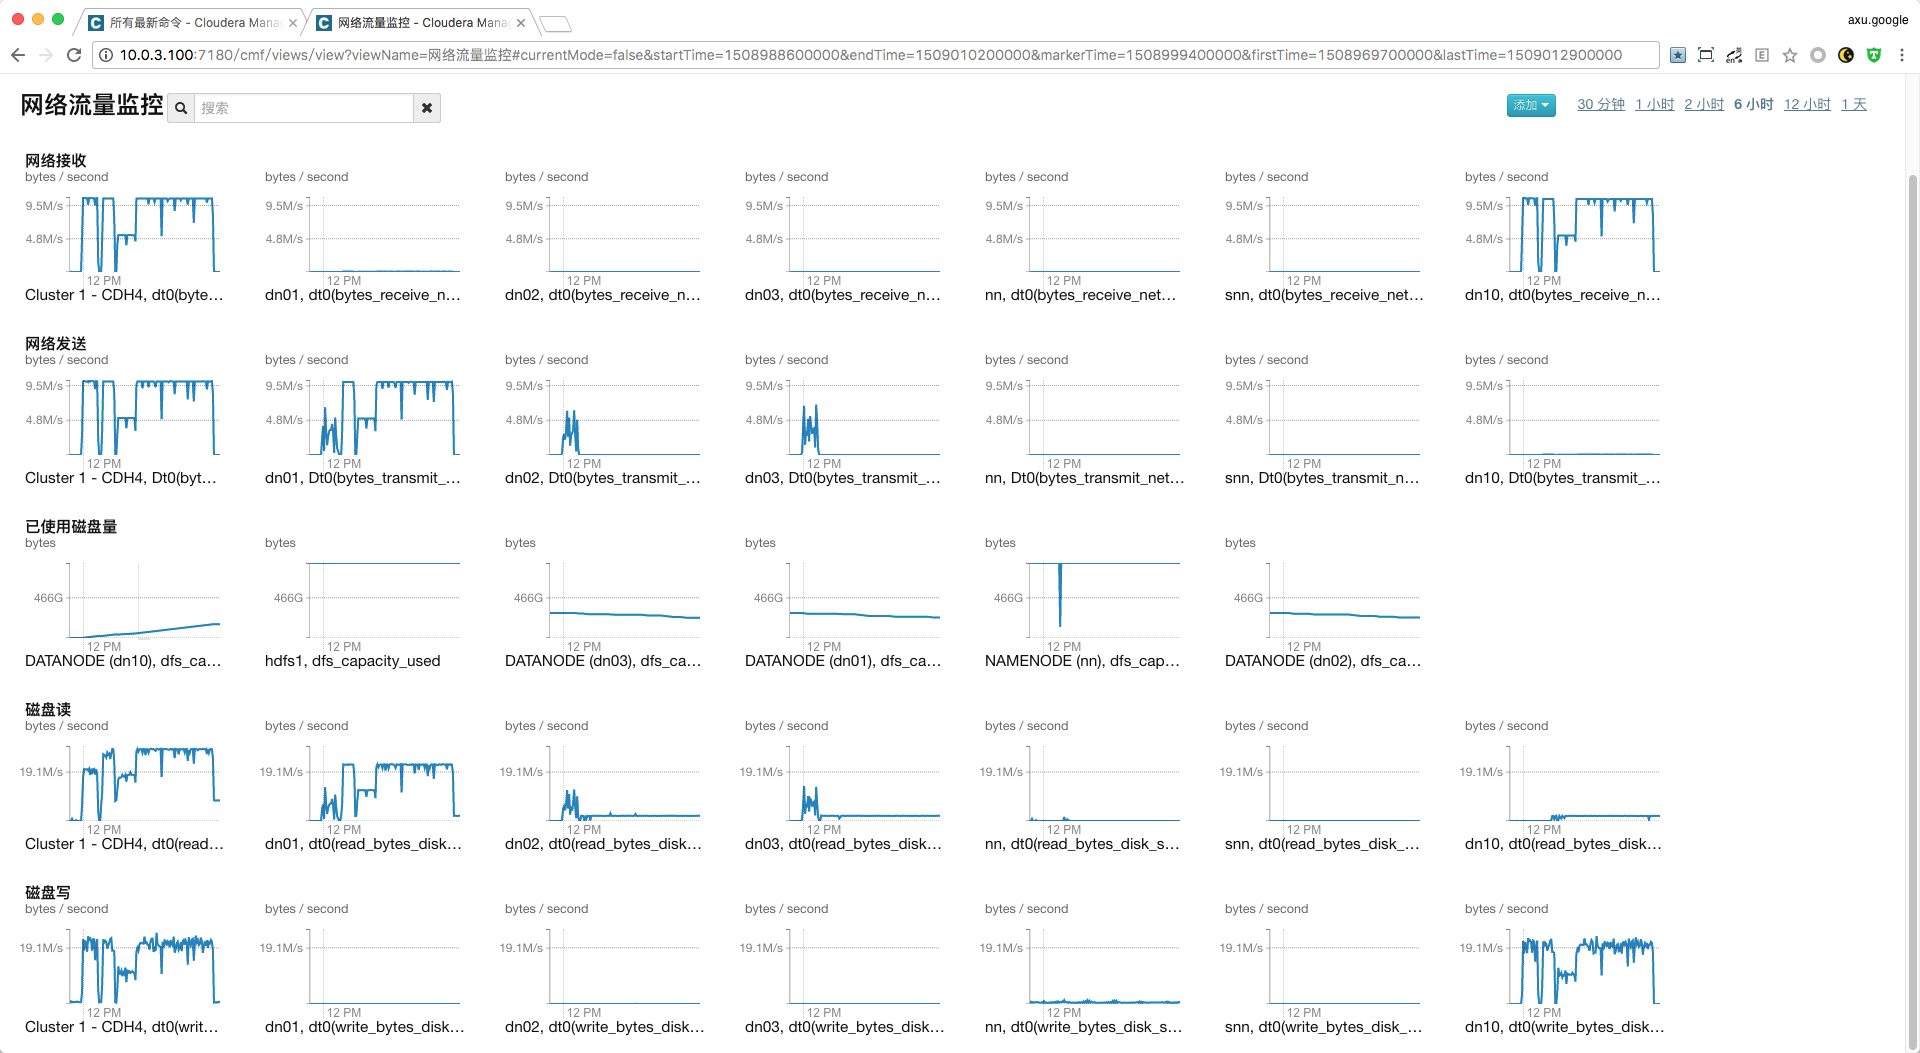 所有最新命令 - Cloudera Mana
网络流量监控 - Cloudera Mana
axu.google
10.0.3.100:7180/cmf/views/view?viewName=网络流量监控#currentMode=false&startTime=1508988600000&endTime=1509010200000&markerTime=1508999400000&firstTime=1508969700000&lastTime=1509012900000
网络流量监控
搜索
添加
30 分钟 1 小时 2 小时 6 小时 12 小时 1 天
网络接收
bytes / second bytes / second bytes / second bytes / second bytes / second bytes / second bytes / second
9.5M/s 9.5M/s 9.5M/s 9.5M/s 9.5M/s 9.5M/s 9.5M/s
4.8M/s 4.8M/s 4.8M/s 4.8M/s 4.8M/s 4.8M/s 4.8M/s
12 PM 12 PM 12 PM 12 PM 12 PM 12 PM 12 PM
Cluster 1 - CDH4, dt0(byte… dn01, dt0(bytes_receive_n… dn02, dt0(bytes_receive_n… dn03, dt0(bytes_receive_n… nn, dt0(bytes_receive_net… snn, dt0(bytes_receive_net… dn10, dt0(bytes_receive_n…
网络发送
bytes / second bytes / second bytes / second bytes / second bytes / second bytes / second bytes / second
9.5M/s 9.5M/s 9.5M/s 9.5M/s 9.5M/s 9.5M/s 9.5M/s
4.8M/s 4.8M/s 4.8M/s 4.8M/s 4.8M/s 4.8M/s 4.8M/s
12 PM 12 PM 12 PM 12 PM 12 PM 12 PM 12 PM
Cluster 1 - CDH4, Dt0(byt… dn01, Dt0(bytes_transmit_… dn02, Dt0(bytes_transmit_… dn03, Dt0(bytes_transmit_… nn, Dt0(bytes_transmit_net… snn, Dt0(bytes_transmit_n… dn10, Dt0(bytes_transmit_…
已使用磁盘量
bytes bytes bytes bytes bytes bytes
466G 466G 466G 466G 466G 466G
12 PM 12 PM 12 PM 12 PM 12 PM 12 PM
DATANODE (dn10), dfs_ca… hdfs1, dfs_capacity_used DATANODE (dn03), dfs_ca… DATANODE (dn01), dfs_ca… NAMENODE (nn), dfs_cap… DATANODE (dn02), dfs_ca…
磁盘读
bytes / second bytes / second bytes / second bytes / second bytes / second bytes / second bytes / second
19.1M/s 19.1M/s 19.1M/s 19.1M/s 19.1M/s 19.1M/s 19.1M/s
12 PM 12 PM 12 PM 12 PM 12 PM 12 PM 12 PM
Cluster 1 - CDH4, dt0(read… dn01, dt0(read_bytes_disk… dn02, dt0(read_bytes_disk… dn03, dt0(read_bytes_disk… nn, dt0(read_bytes_disk_s… snn, dt0(read_bytes_disk_… dn10, dt0(read_bytes_disk…
磁盘写
bytes / second bytes / second bytes / second bytes / second bytes / second bytes / second bytes / second
19.1M/s 19.1M/s 19.1M/s 19.1M/s 19.1M/s 19.1M/s 19.1M/s
12 PM 12 PM 12 PM 12 PM 12 PM 12 PM 12 PM
Cluster 1 - CDH4, dt0(writ… dn01, dt0(write_bytes_disk… dn02, dt0(write_bytes_disk… dn03, dt0(write_bytes_disk… nn, dt0(write_bytes_disk_s… snn, dt0(write_bytes_disk_… dn10, dt0(write_bytes_disk…